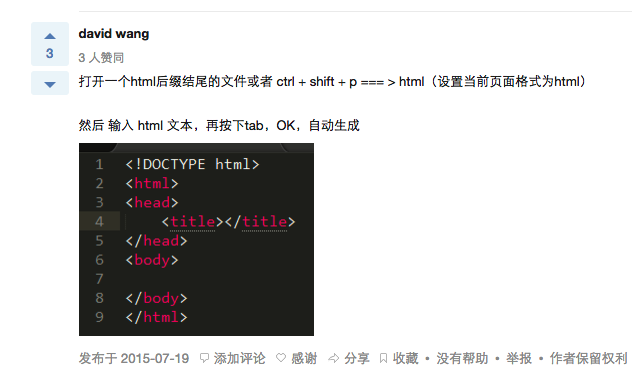 david wang
3
3 人赞同
打开一个html后缀结尾的文件或者 ctrl + shift + p === > html（设置当前页面格式为html）
然后 输入 html 文本，再按下tab，OK，自动生成
1 <!DOCTYPE html>
2 <html>
3 <head>
4 <title></title>
5 </head>
6 <body>
7
8 </body>
9 </html>
发布于 2015-07-19 添加评论 感谢 分享 收藏 • 没有帮助 • 举报 • 作者保留权利